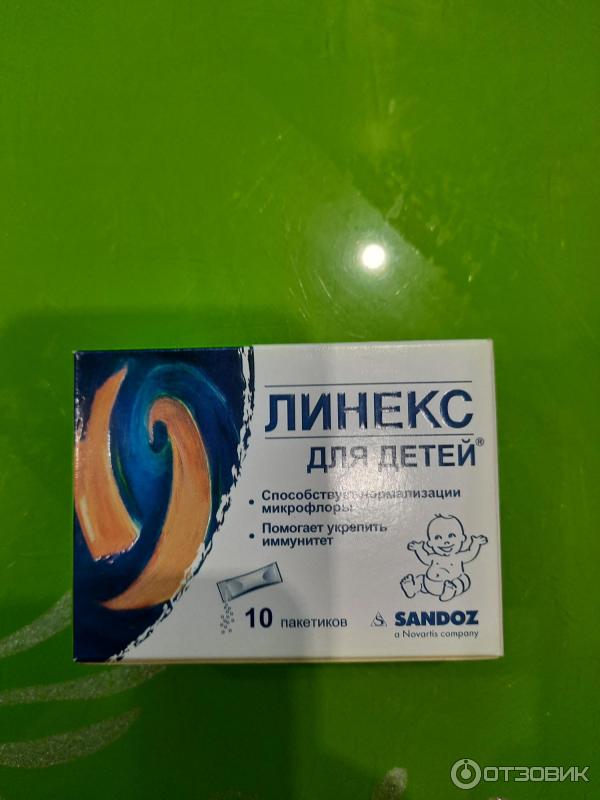 ЛИНЕКС
ДЛЯ ДЕТЕЙ®
• Способствует нормализации
микрофлоры
• Помогает укрепить
иммунитет
10 пакетиков
SANDOZ
a Novartis company
ОТЗОВИК